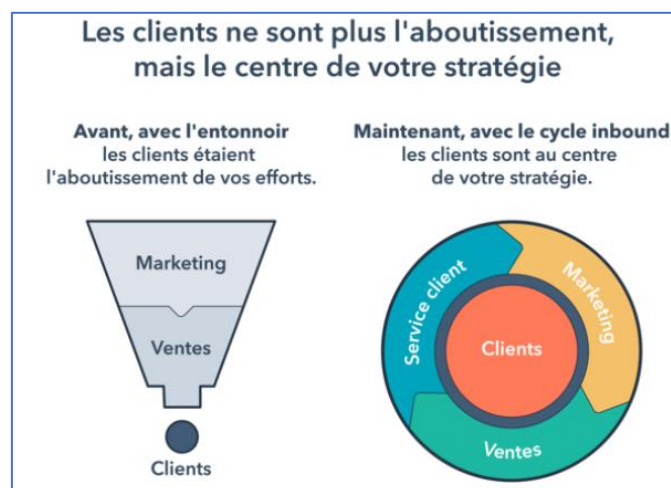 Les clients ne sont plus l'aboutissement,
mais le centre de votre stratégie
Avant, avec l'entonnoir
les clients étaient
l'aboutissement de vos efforts.
Marketing
Ventes
Clients
Maintenant, avec le cycle inbound
les clients sont au centre
de votre stratégie.
Service client
Marketing
Clients
Ventes